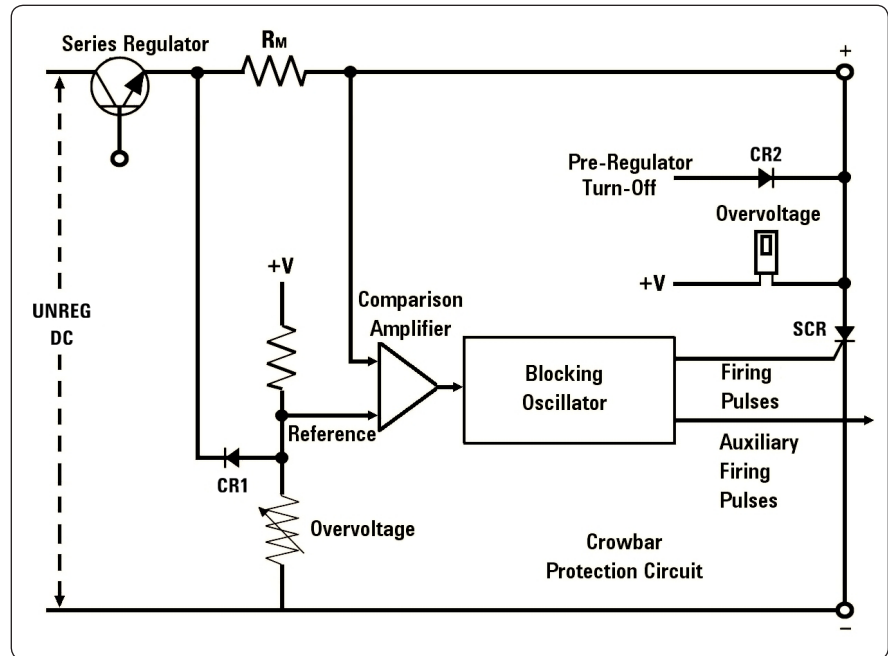 Series Regulator
RM
+
Pre-Regulator
Turn-Off
CR2
Overvoltage
+V
+V
UNREG
DC
Comparison
Amplifier
SCR
Blocking
Oscillator
Firing
Pulses
Reference
CR1
Auxiliary
Firing
Pulses
Overvoltage
Crowbar
Protection Circuit
−